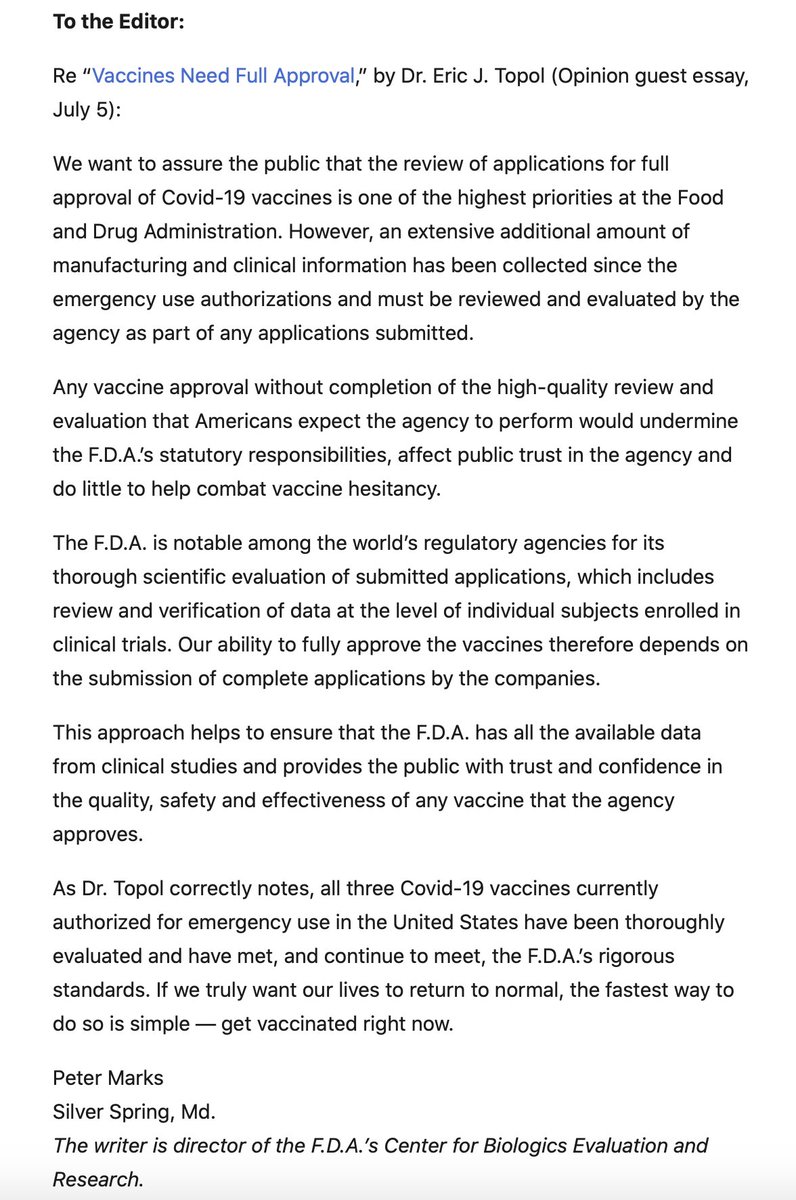 To the Editor:
Re “Vaccines Need Full Approval,” by Dr. Eric J. Topol (Opinion guest essay,
July 5):
We want to assure the public that the review of applications for full
approval of Covid-19 vaccines is one of the highest priorities at the Food
and Drug Administration. However, an extensive additional amount of
manufacturing and clinical information has been collected since the
emergency use authorizations and must be reviewed and evaluated by the
agency as part of any applications submitted.
Any vaccine approval without completion of the high-quality review and
evaluation that Americans expect the agency to perform would undermine
the F.D.A.’s statutory responsibilities, affect public trust in the agency and
do little to help combat vaccine hesitancy.
The F.D.A. is notable among the world’s regulatory agencies for its
thorough scientific evaluation of submitted applications, which includes
review and verification of data at the level of individual subjects enrolled in
clinical trials. Our ability to fully approve the vaccines therefore depends on
the submission of complete applications by the companies.
This approach helps to ensure that the F.D.A. has all the available data
from clinical studies and provides the public with trust and confidence in
the quality, safety and effectiveness of any vaccine that the agency
approves.
As Dr. Topol correctly notes, all three Covid-19 vaccines currently
authorized for emergency use in the United States have been thoroughly
evaluated and have met, and continue to meet, the F.D.A.’s rigorous
standards. If we truly want our lives to return to normal, the fastest way to
do so is simple — get vaccinated right now.
Peter Marks
Silver Spring, Md.
The writer is director of the F.D.A.’s Center for Biologics Evaluation and
Research.